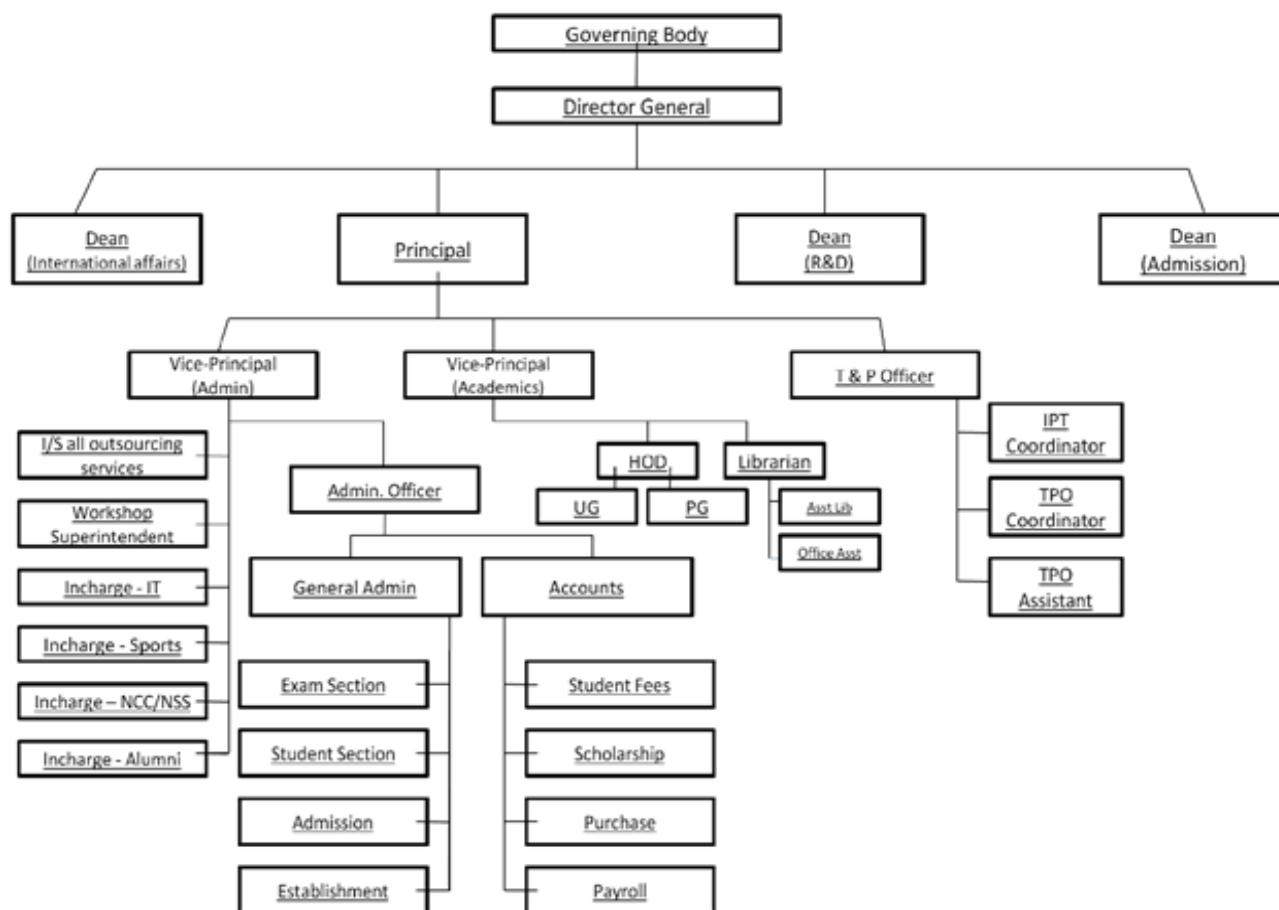 Governing Body
Director General
Dean
(International affairs)
Principal
Dean
(R&D)
Dean
(Admission)
Vice-Principal
(Admin)
Vice-Principal
(Academics)
T & P Officer
I/S all outsourcing
services
Workshop
Superintendent
Incharge - IT
Incharge - Sports
Incharge – NCC/NSS
Incharge - Alumni
Admin. Officer
General Admin
Accounts
Exam Section
Student Section
Admission
Establishment
Student Fees
Scholarship
Purchase
Payroll
HOD
UG
PG
Librarian
Asst Lib
Office Asst
IPT
Coordinator
TPO
Coordinator
TPO
Assistant